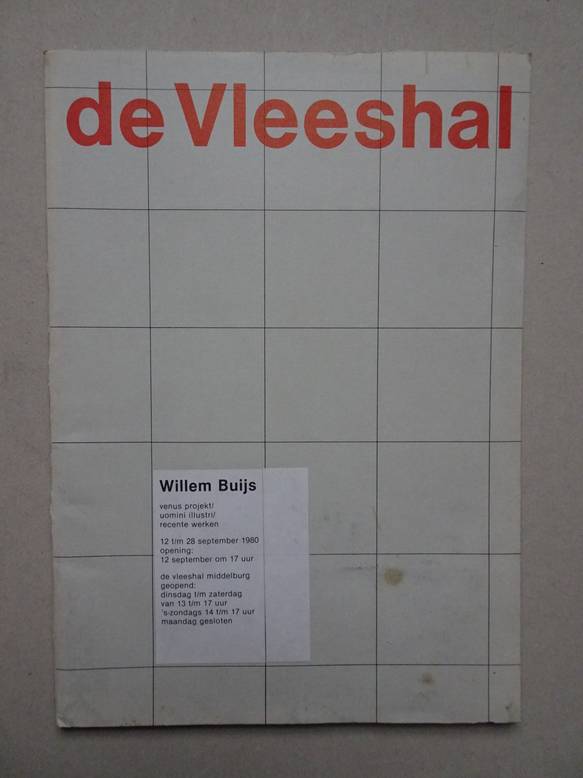 de Vleeshal
Willem Buijs
venus projekt/
uomini illustri/
recente werken
12 t/m 28 september 1980
opening:
12 september om 17 uur
de vleeshal middelburg
geopend:
dinsdag t/m zaterdag
van 13 t/m 17 uur
's-zondags 14 t/m 17 uur
maandag gesloten